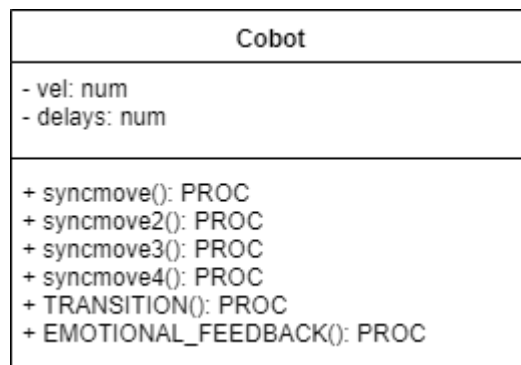 Cobot
- vel: num
- delays: num
+ syncmove(): PROC
+ syncmove2(): PROC
+ syncmove3(): PROC
+ syncmove4(): PROC
+ TRANSITION(): PROC
+ EMOTIONAL_FEEDBACK(): PROC